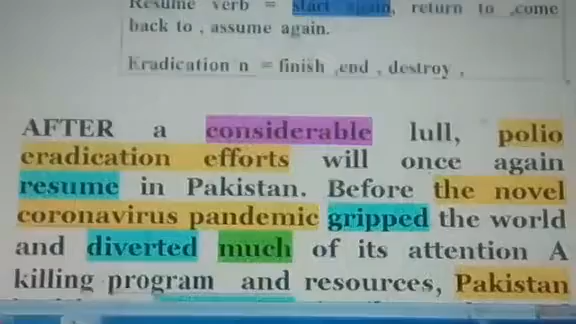 Resume verb = start again, return to ,come
back to , assume again.
Eradication n = finish ,end , destroy ,
AFTER a considerable lull, polio
eradication efforts will once again
resume in Pakistan. Before the novel
coronavirus pandemic gripped the world
and diverted much of its attention A
killing program and resources, Pakistan